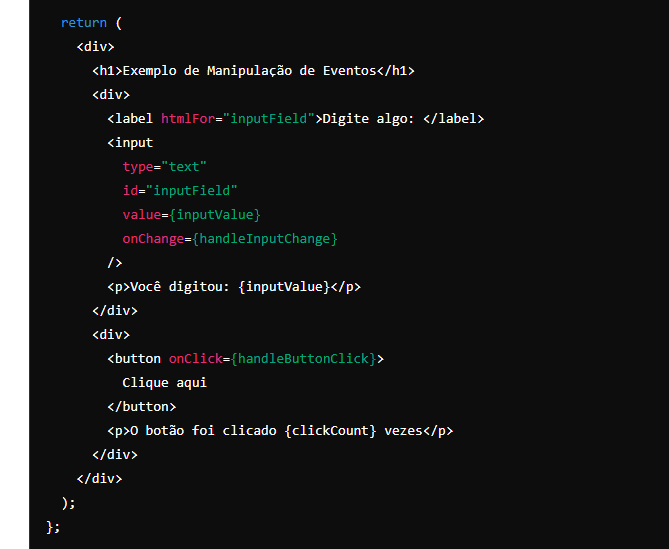 return (
<div>
<h1>Exemplo de Manipulação de Eventos</h1>
<div>
<label htmlFor="inputField">Digite algo: </label>
<input
type="text"
id="inputField"
value={inputValue}
onChange={handleInputChange}
/>
<p>Você digitou: {inputValue}</p>
</div>
<div>
<button onClick={handleButtonClick}>
Clique aqui
</button>
<p>O botão foi clicado {clickCount} vezes</p>
</div>
</div>
);
};